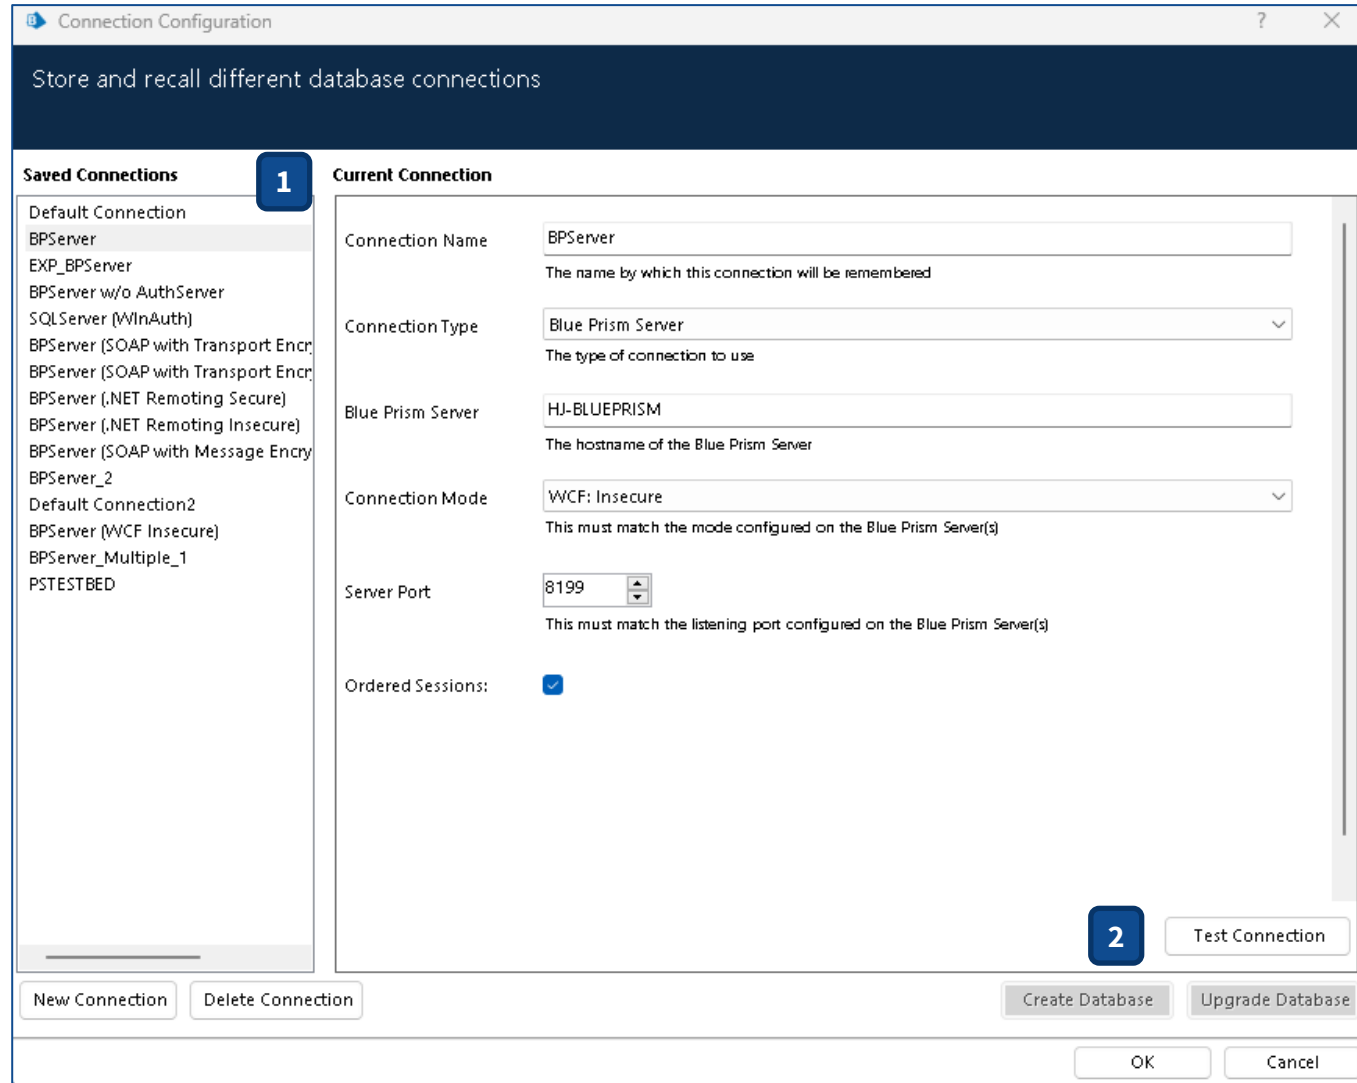 Connection Configuration
?
Store and recall different database connections
Saved Connections
1
Current Connection
Default Connection
BPServer
EXP_BPServer
BPServer w/o AuthServer
SQLServer (WInAuth)
BPServer (SOAP with Transport Encr
BPServer (SOAP with Transport Encr
BPServer (.NET Remoting Secure)
BPServer (.NET Remoting Insecure)
BPServer (SOAP with Message Encry
BPServer_2
Default Connection2
BPServer (WCF Insecure)
BPServer_Multiple_1
PSTESTBED
Connection Name
BPServer
The name by which this connection will be remembered
Connection Type
Blue Prism Server
The type of connection to use
Blue Prism Server
HJ-BLUEPRISM
The hostname of the Blue Prism Server
Connection Mode
WCF: Insecure
This must match the mode configured on the Blue Prism Server(s)
Server Port
8199
This must match the listening port configured on the Blue Prism Server(s)
Ordered Sessions:
2
Test Connection
New Connection
Delete Connection
Create Database
Upgrade Database
OK
Cancel